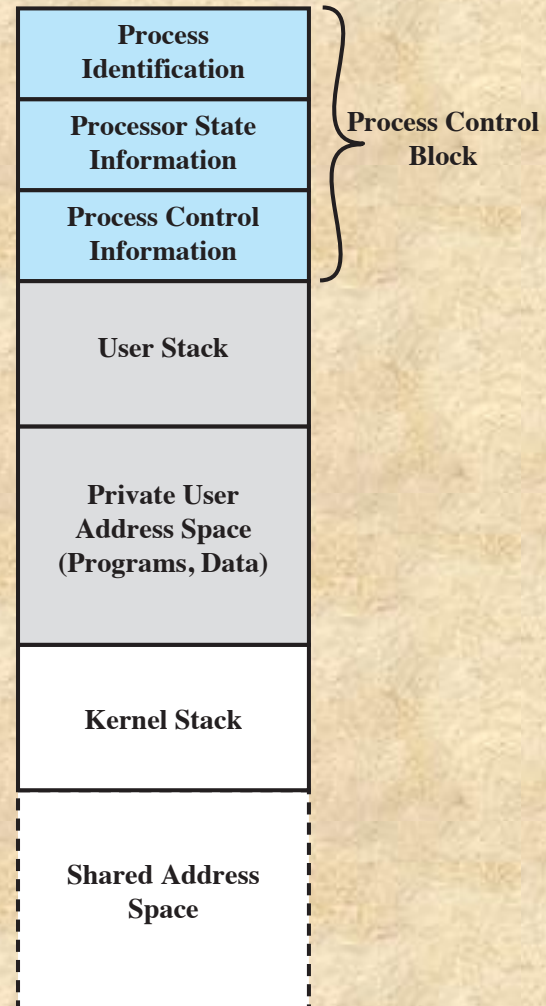 Process
Identification
Processor State
Information
Process Control
Information
Process Control
Block
User Stack
Private User
Address Space
(Programs, Data)
Kernel Stack
Shared Address
Space